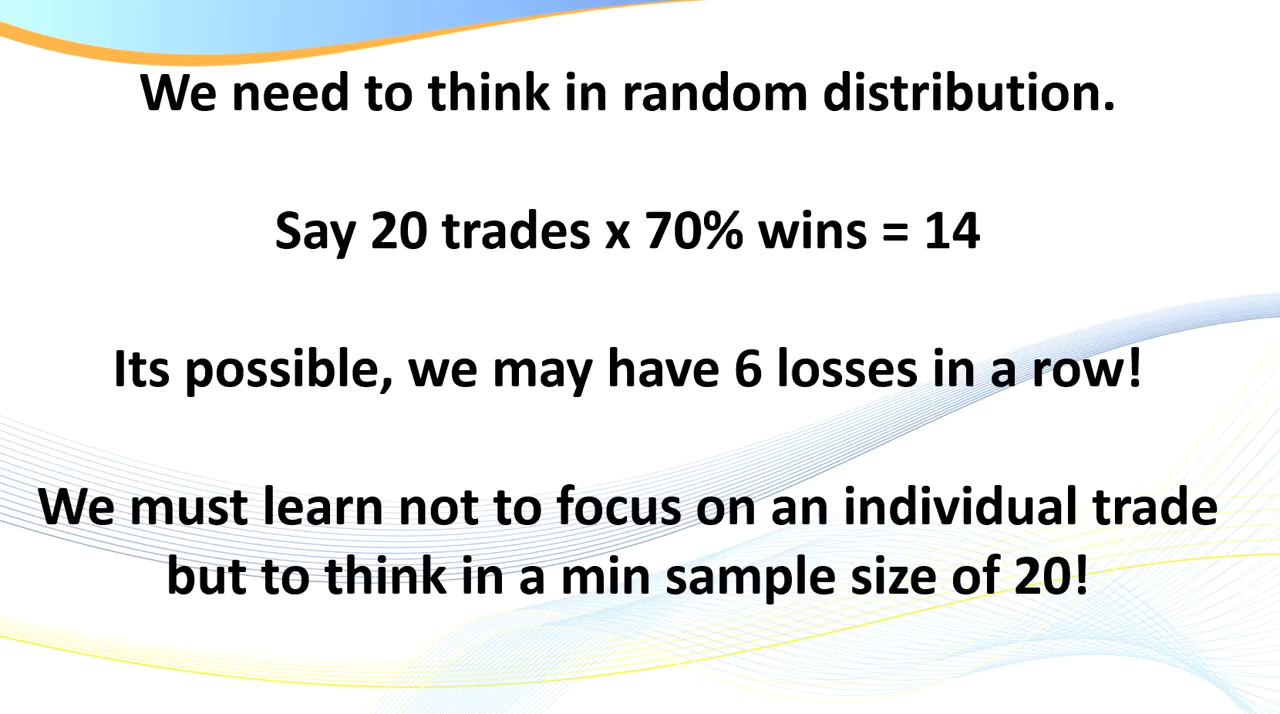 We need to think in random distribution.
Say 20 trades x 70% wins = 14
Its possible, we may have 6 losses in a row!
We must learn not to focus on an individual trade
but to think in a min sample size of 20!